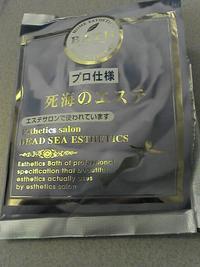 プロ仕様
死海のエステ
エステサロンで使われています
Esthetics salon
DEAD SEA ESTHETICS
Esthetics Bath of professional
specification that beautiful
esthetics actually uses
by esthetics salon